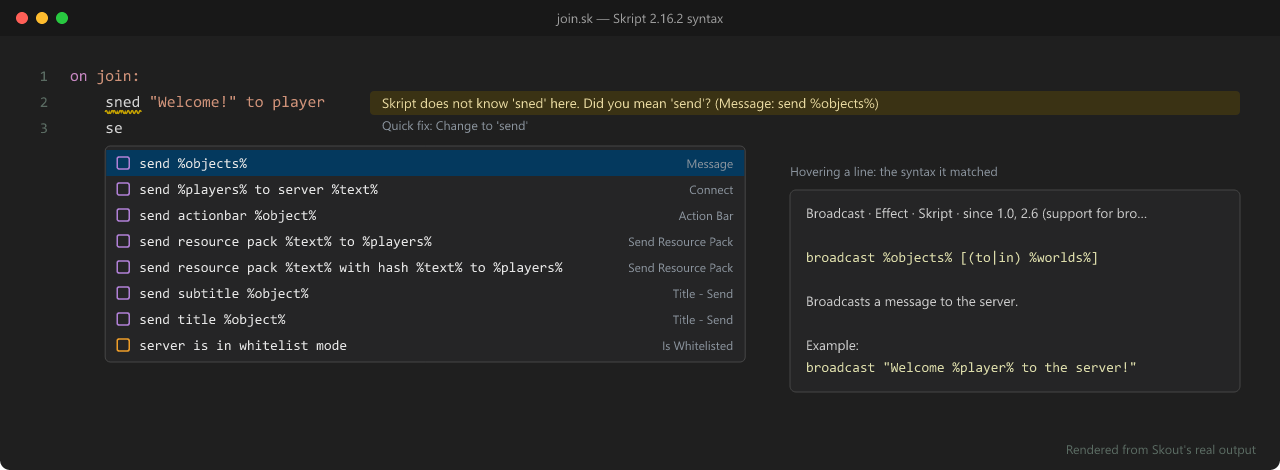 join.sk — Skript 2.16.2 syntax
1 on join:
2 sned "Welcome!" to player
Skript does not know 'sned' here. Did you mean 'send'? (Message: send %objects%)
3 se
Quick fix: Change to 'send'
send %objects% Message
send %players% to server %text% Connect
send actionbar %object% Action Bar
send resource pack %text% to %players% Send Resource Pack
send resource pack %text% with hash %text% to %players% Send Resource Pack
send subtitle %object% Title - Send
send title %object% Title - Send
server is in whitelist mode Is Whitelisted
Hovering a line: the syntax it matched
Broadcast · Effect · Skript · since 1.0, 2.6 (support for bro...
broadcast %objects% [(to|in) %worlds%]
Broadcasts a message to the server.
Example:
broadcast "Welcome %player% to the server!"
Rendered from Skout's real output